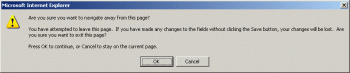 Microsoft Internet Explorer
Are you sure you want to navigate away from this page?
You have attempted to leave this page. If you have made any changes to the fields without clicking the Save button, your changes will be lost. Are
you sure you want to exit this page?
Press OK to continue, or Cancel to stay on the current page.
OK
Cancel